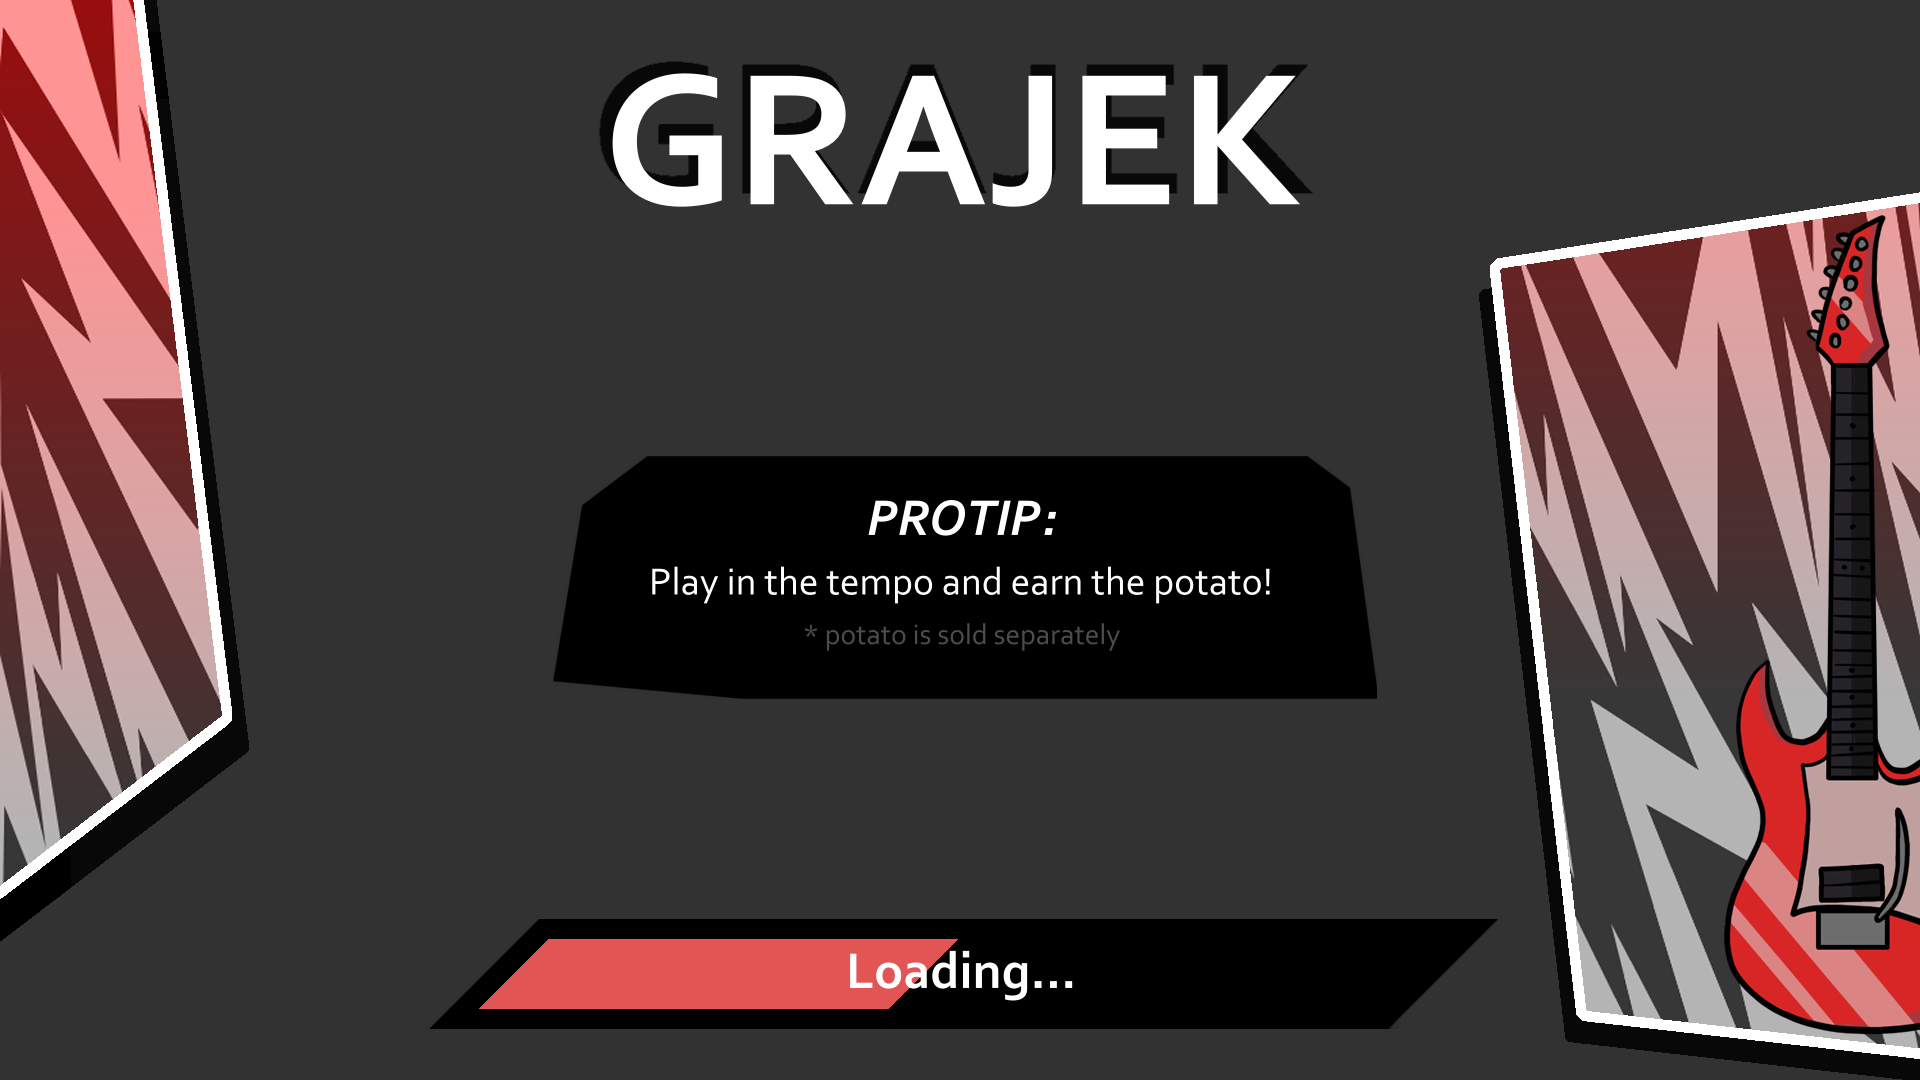 GRAJEK
PROTIP:
Play in the tempo and earn the potato!
* potato is sold separately
Loading...